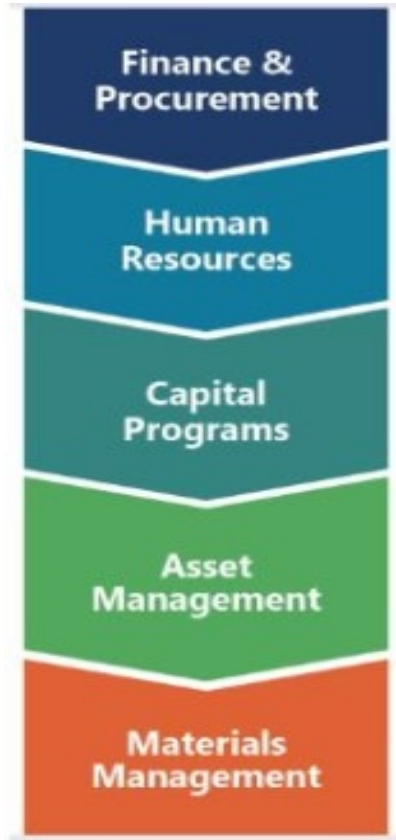 Finance &
Procurement
Human
Resources
Capital
Programs
Asset
Management
Materials
Management